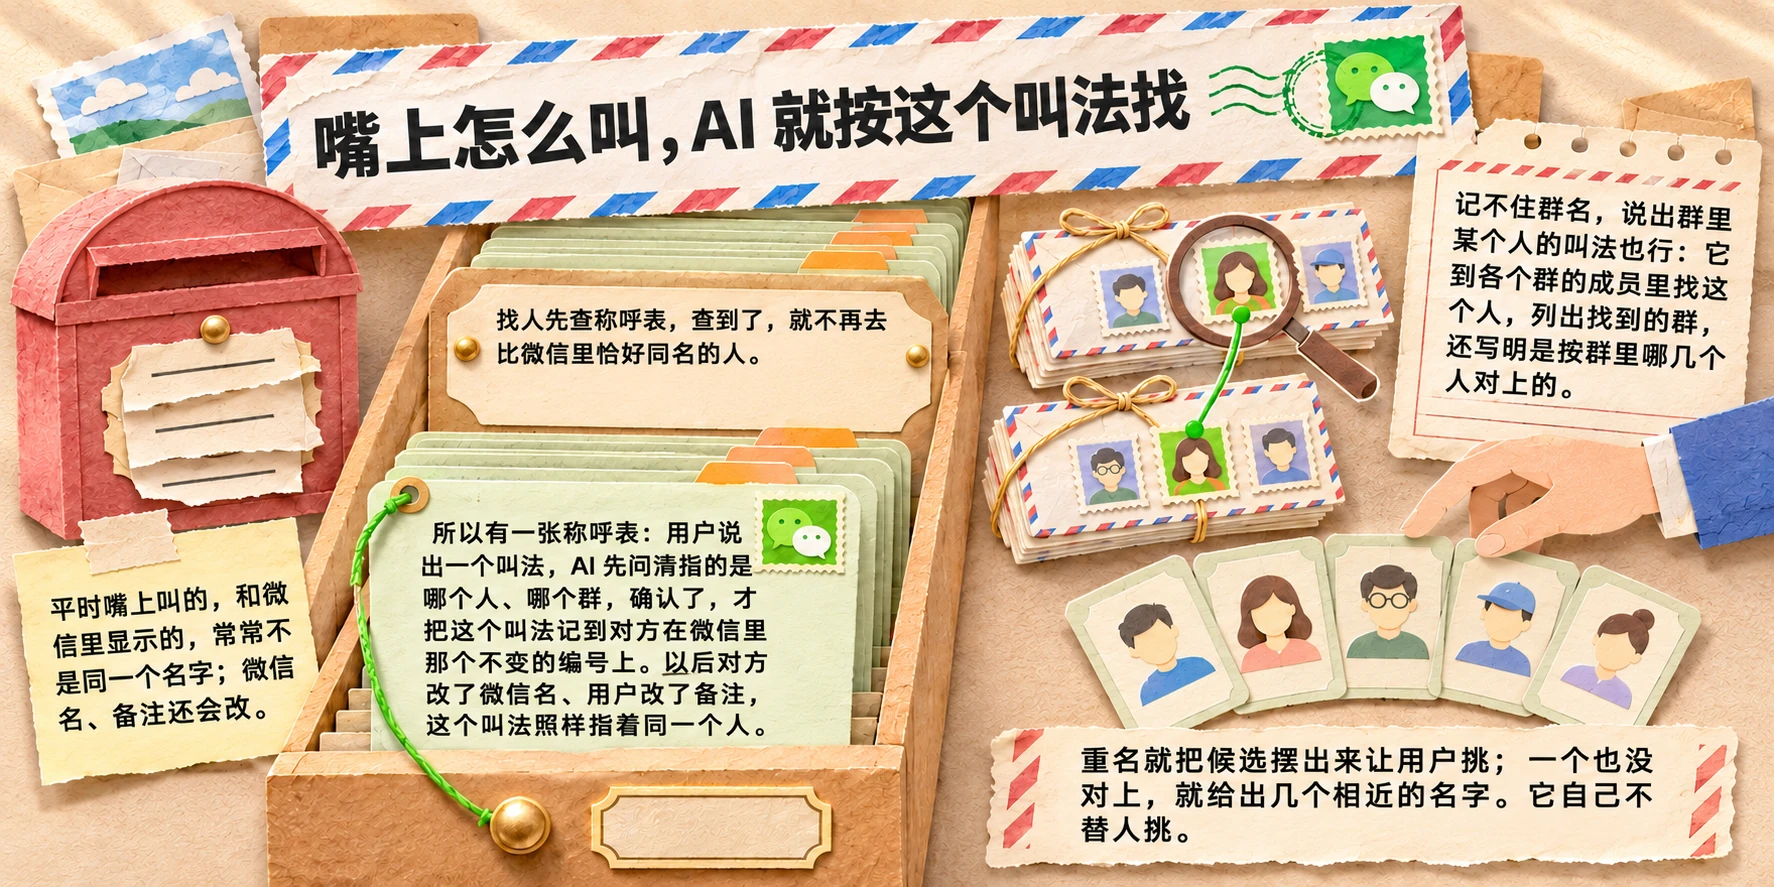 嘴上怎么叫，AI 就按这个叫法找
平时嘴上叫的，和微
信里显示的，常常不
是同一个名字；微信
名、备注还会改。
找人先查称呼表，查到了，就不再去
比微信里恰好同名的人。
所以有一张称呼表：用户说
出一个叫法，AI 先问清指的是
哪个人、哪个群，确认了，才
把这个叫法记到对方在微信里
那个不变的编号上。以后对方
改了微信名、用户改了备注，
这个叫法照样指着同一个人。
记不住群名，说出群里
某个人的叫法也行：它
到各个群的成员里找这
个人，列出找到的群，
还写明是按群里哪几个
人对上的。
重名就把候选摆出来让用户挑；一个也没
对上，就给出几个相近的名字。它自己不
替人挑。